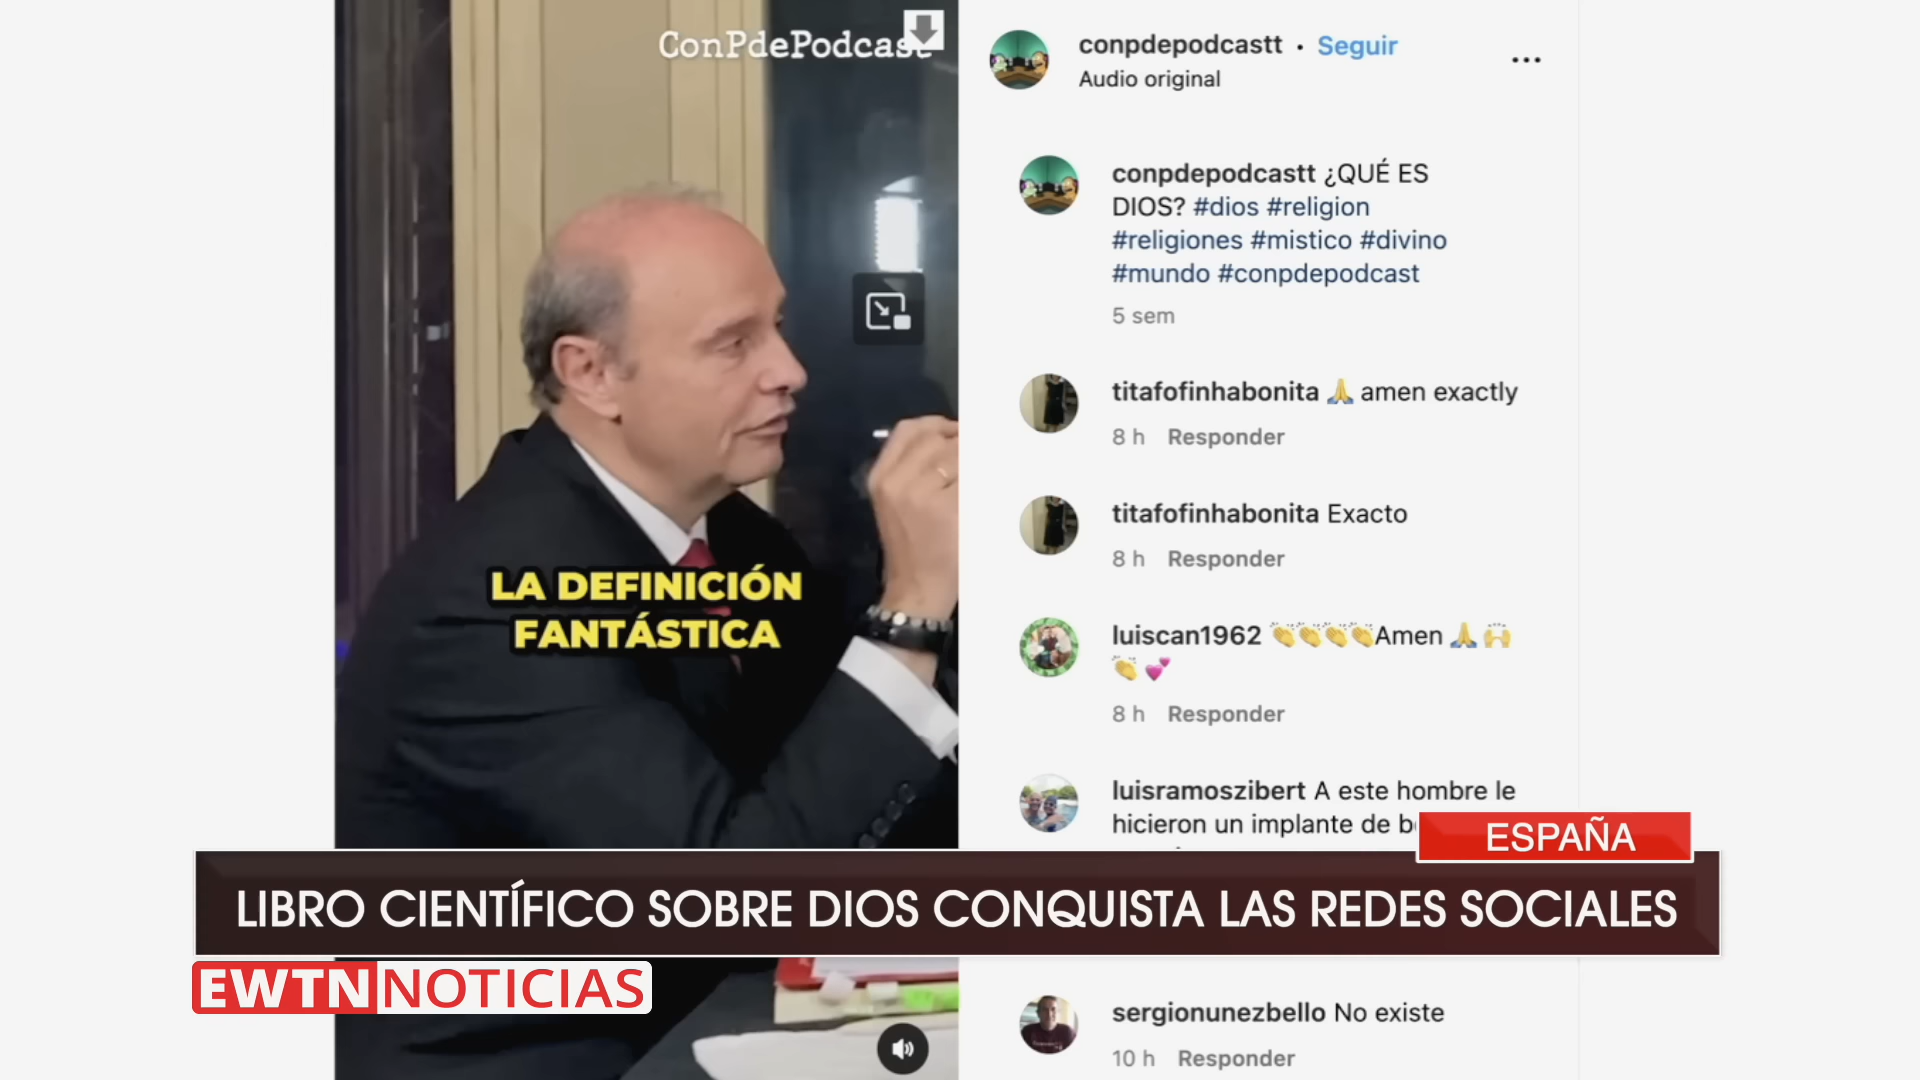 ConPdePodcast
LA DEFINICIÓN
FANTÁSTICA
conpdepodcastt • Seguir
Audio original
conpdepodcastt ¿QUÉ ES
DIOS? #dios #religion
#religiones #mistico #divino
#mundo #conpdepodcast
5 sem
titafofinhabonita 🙏 amen exactly
8 h Responder
titafofinhabonita Exacto
8 h Responder
luiscan1962 👏👏👏👏Amen 🙏🙌
👏💕
8 h Responder
luisramoszibert A este hombre le
hicieron un implante de
ESPAÑA
LIBRO CIENTÍFICO SOBRE DIOS CONQUISTA LAS REDES SOCIALES
EWTN NOTICIAS
sergionunezbello No existe
10 h Responder